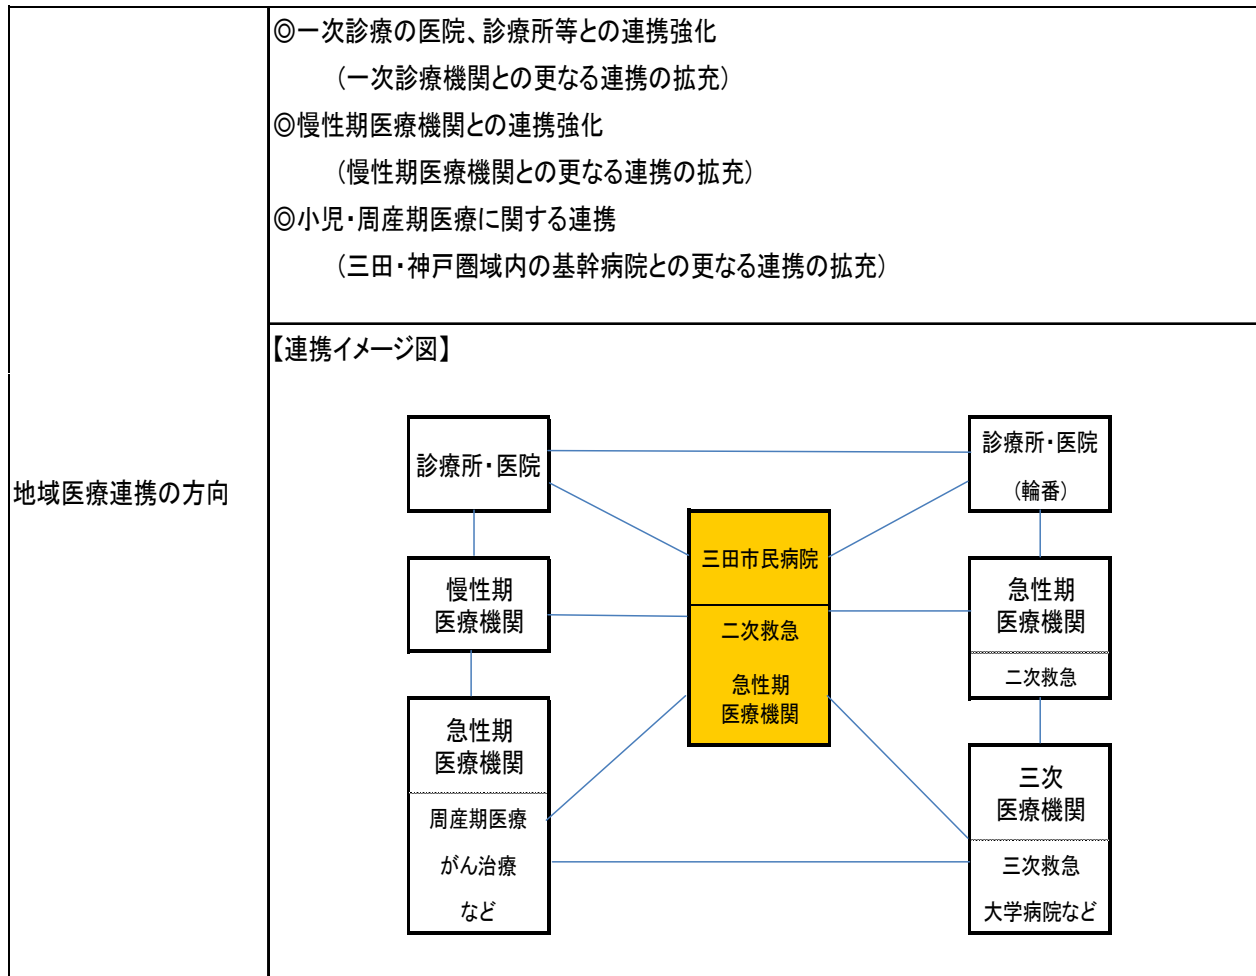 地域医療連携の方向
◎一次診療の医院、診療所等との連携強化
（一次診療機関との更なる連携の拡充）
◎慢性期医療機関との連携強化
（慢性期医療機関との更なる連携の拡充）
◎小児・周産期医療に関する連携
（三田・神戸圏域内の基幹病院との更なる連携の拡充）
【連携イメージ図】
診療所・医院
慢性期
医療機関
急性期
医療機関
周産期医療
がん治療
など
三田市民病院
二次救急
急性期
医療機関
診療所・医院
（輪番）
急性期
医療機関
二次救急
三次
医療機関
三次救急
大学病院など